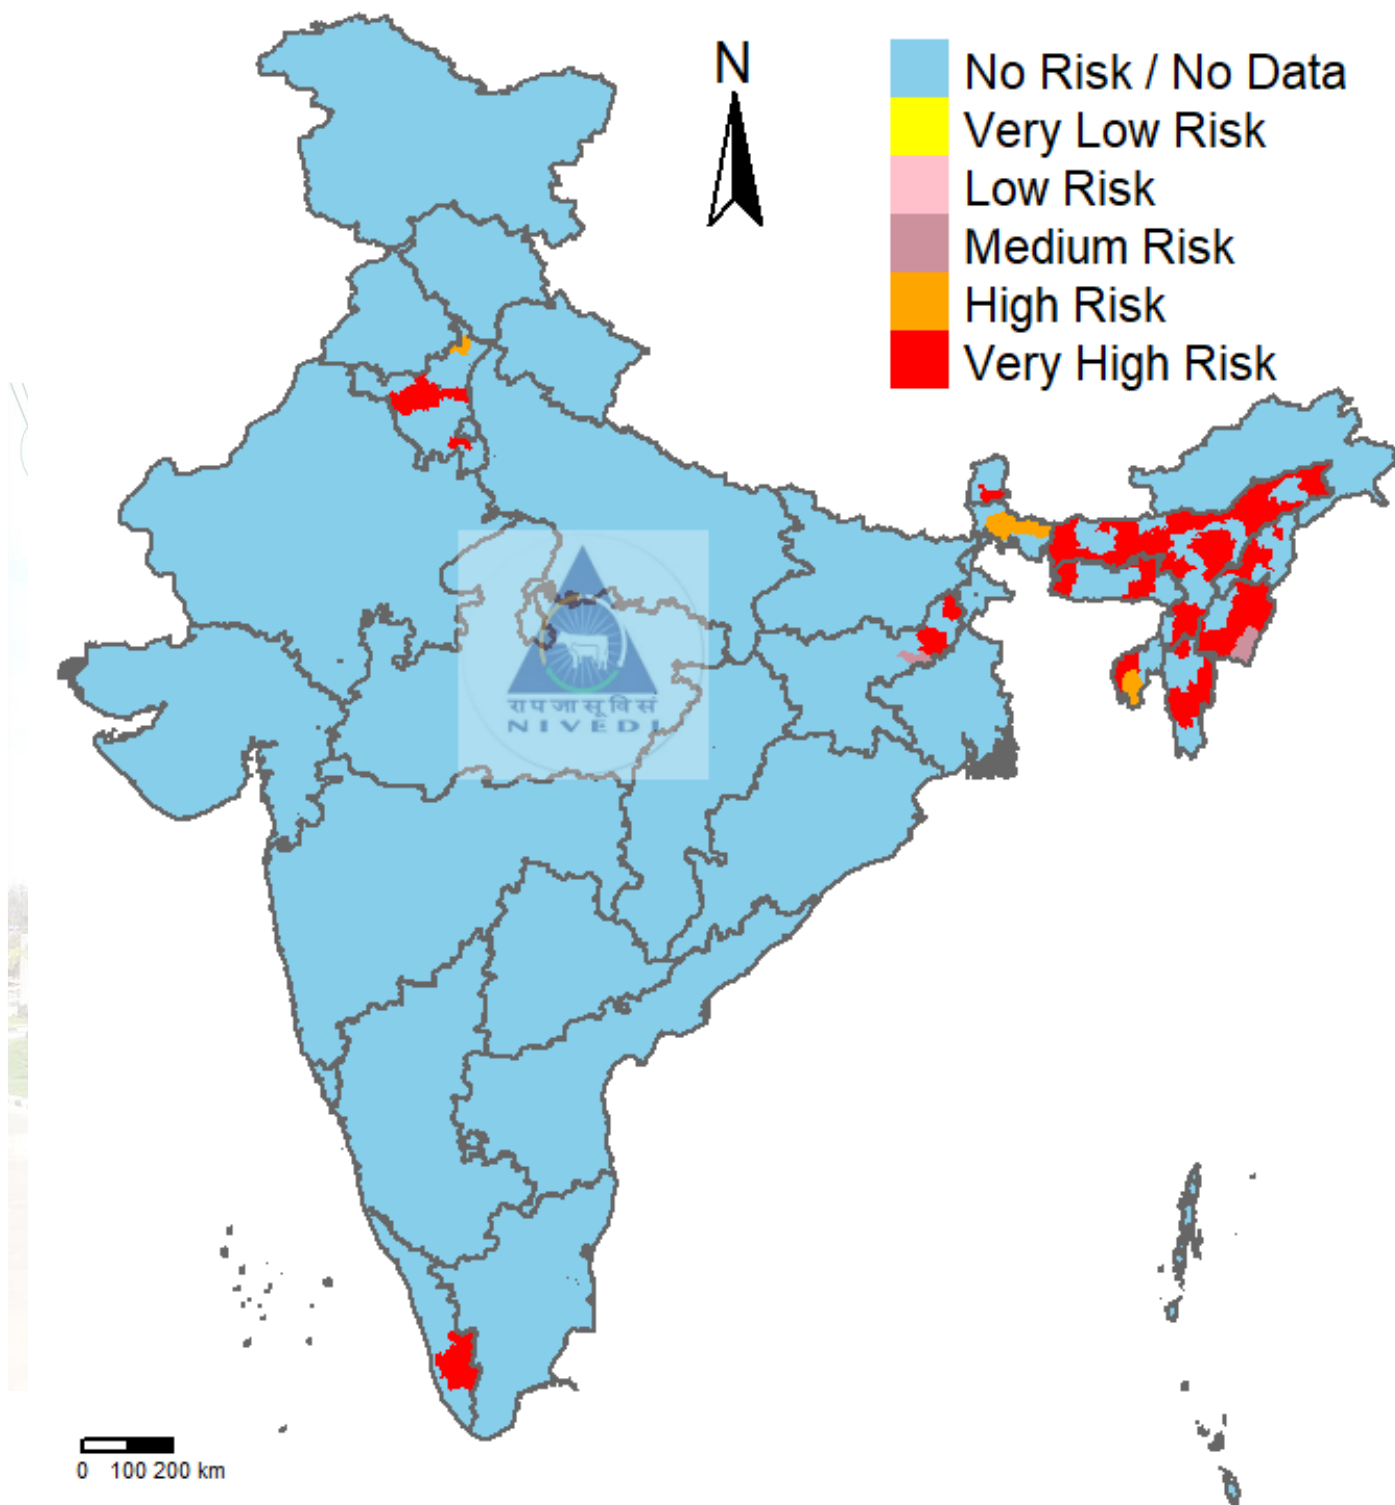 N
No Risk / No Data
Very Low Risk
Low Risk
Medium Risk
High Risk
Very High Risk
रा प जा सू वि सं
NIVEDI
0 100 200 km